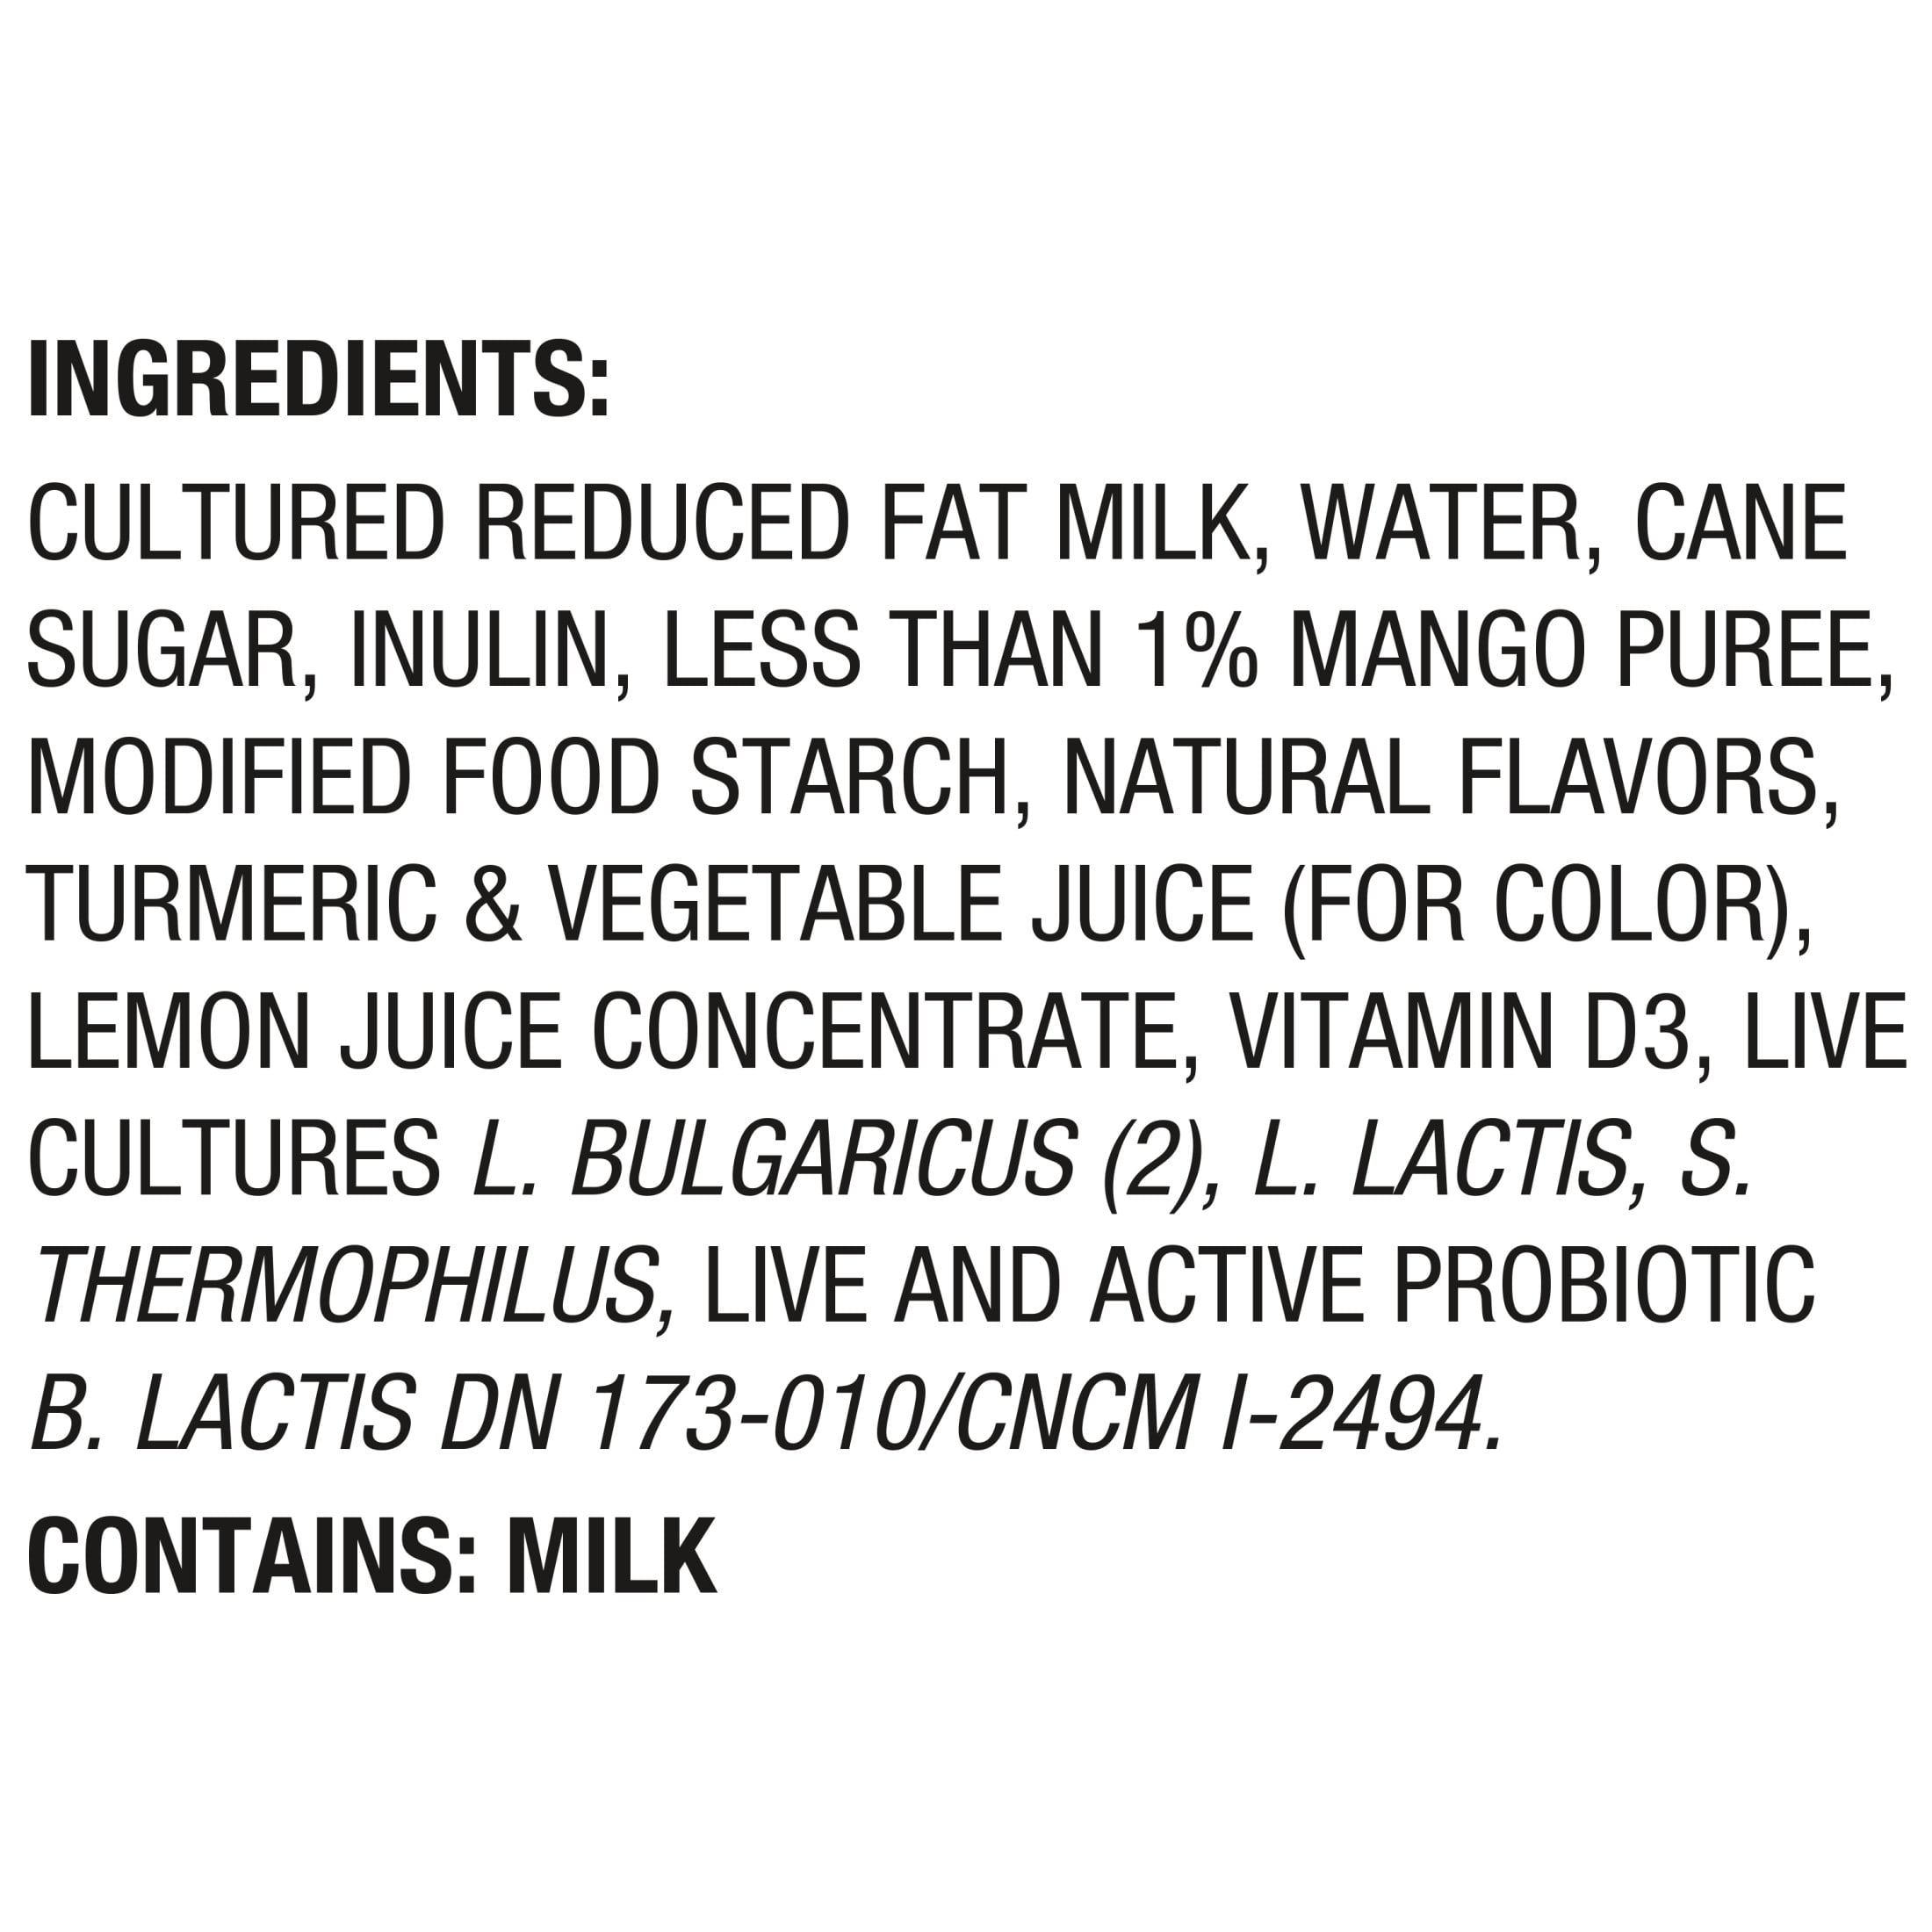 INGREDIENTS:
CULTURED REDUCED FAT MILK, WATER, CANE
SUGAR, INULIN, LESS THAN 1% MANGO PUREE,
MODIFIED FOOD STARCH, NATURAL FLAVORS,
TURMERIC & VEGETABLE JUICE (FOR COLOR),
LEMON JUICE CONCENTRATE, VITAMIN D3, LIVE
CULTURES L. BULGARICUS (2), L. LACTIS, S.
THERMOPHILUS, LIVE AND ACTIVE PROBIOTIC
B. LACTIS DN 173-010/CNCM I-2494.
CONTAINS: MILK